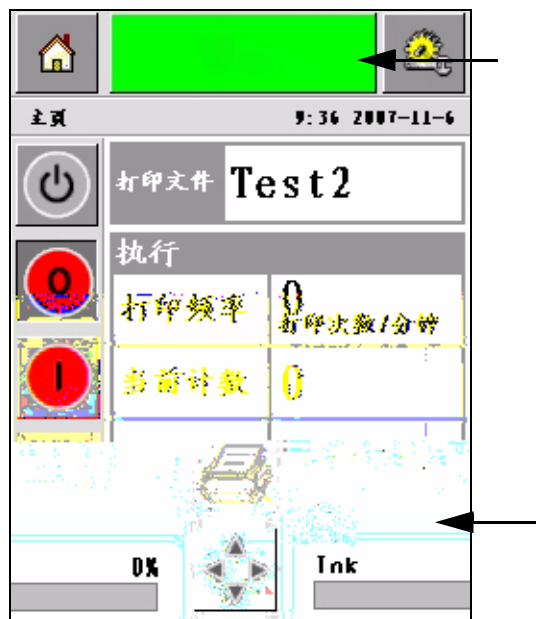 主页 9:36 2007-11-6
打印文件 Test2
执行
打印频率 0
打印次数/分钟
当前计数 0
0% Ink